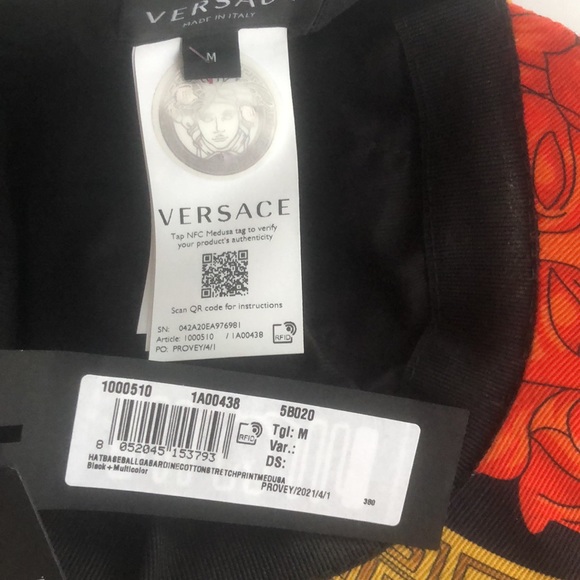 VERSACE
MADE IN ITALY
M
VERSACE
Tap NFC Medusa tag to verify
your product's authenticity
Scan QR code for instructions
SN: 042A20EA976981
Article: 1000510 / 1A00438
PO: PROVEY/4/1
RFID
1000510 1A00438 5B020
8 052045 153793
RFID
Tgl: M
Var.:
DS:
HATBASEBALLGABARDINECOTTONSTRETCHPRINTMEDUSA
Black+Multicolor
PROVEY/2021/4/1
380